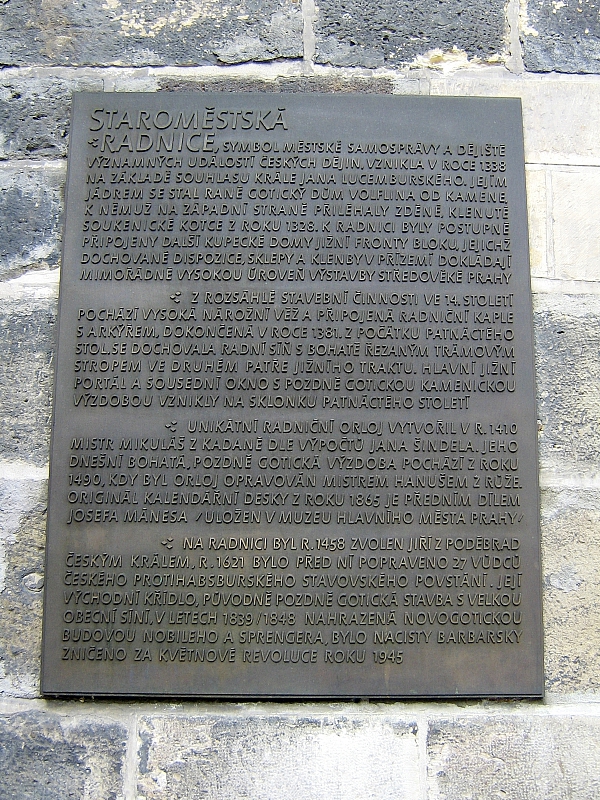 STAROMĚSTSKÁ
RADNICE, SYMBOL MĚSTSKÉ SAMOSPRÁVY A DĚJIŠTĚ
VÝZNAMNÝCH UDÁLOSTÍ ČESKÝCH DĚJIN, VZNIKLA V ROCE 1338
NA ZÁKLADĚ SOUHLASU KRÁLE JANA LUCEMBURSKÉHO. JEJÍM
JÁDREM SE STAL RANĚ GOTICKÝ DŮM VOLFLINA OD KAMENE,
K NĚMUŽ NA ZÁPADNÍ STRANĚ PŘILÉHALY ZDĚNÉ, KLENUTÉ
SOUKENICKÉ KOTCE Z ROKU 1328. K RADNICI BYLY POSTUPNĚ
PŘIPOJENY DALŠÍ KUPECKÉ DOMY JIŽNÍ FRONTY BLOKU, JEJICHŽ
DOCHOVANÉ DISPOZICE, SKLEPY A KLENBY V PŘÍZEMÍ DOKLÁDAJÍ
MIMOŘÁDNĚ VYSOKOU ÚROVEŇ VÝSTAVBY STŘEDOVĚKÉ PRAHY
Z ROZSÁHLÉ STAVEBNÍ ČINNOSTI VE 14. STOLETÍ
POCHÁZÍ VYSOKÁ NÁROŽNÍ VĚŽ A PŘIPOJENÁ RADNIČNÍ KAPLE
S ARKÝŘEM, DOKONČENÁ V ROCE 1381. Z POČÁTKU PATNÁCTÉHO
STOL. SE DOCHOVALA RADNÍ SÍŇ S BOHATĚ ŘEZANÝM TRÁMOVÝM
STROPEM VE DRUHÉM PATŘE JIŽNÍHO TRAKTU. HLAVNÍ JIŽNÍ
PORTÁL A SOUSEDNÍ OKNO S POZDNĚ GOTICKOU KAMENICKOU
VÝZDOBOU VZNIKLY NA SKLONKU PATNÁCTÉHO STOLETÍ
UNIKÁTNÍ RADNIČNÍ ORLOJ VYTVOŘIL V R. 1410
MISTR MIKULÁŠ Z KADANĚ DLE VÝPOČTŮ JANA ŠINDELA. JEHO
DNEŠNÍ BOHATÁ, POZDNĚ GOTICKÁ VÝZDOBA POCHÁZÍ Z ROKU
1490, KDY BYL ORLOJ OPRAVOVÁN MISTREM HANUŠEM Z RŮŽE.
ORIGINÁL KALENDÁŘNÍ DESKY Z ROKU 1865 JE PŘEDNÍM DÍLEM
JOSEFA MÁNESA /ULOŽEN V MUZEU HLAVNÍHO MĚSTA PRAHY/
NA RADNICI BYL R. 1458 ZVOLEN JIŘÍ Z PODĚBRAD
ČESKÝM KRÁLEM, R. 1621 BYLO PŘED NÍ POPRAVENO 27 VŮDCŮ
ČESKÉHO PROTIHABSBURSKÉHO STAVOVSKÉHO POVSTÁNÍ. JEJÍ
VÝCHODNÍ KŘÍDLO, PŮVODNĚ POZDNĚ GOTICKÁ STAVBA S VELKOU
OBECNÍ SÍNÍ, V LETECH 1839/1848 NAHRAZENÁ NOVOGOTICKOU
BUDOVOU NOBILEHO A SPRENGERA, BYLO NACISTY BARBARSKY
ZNIČENO ZA KVĚTNOVÉ REVOLUCE ROKU 1945